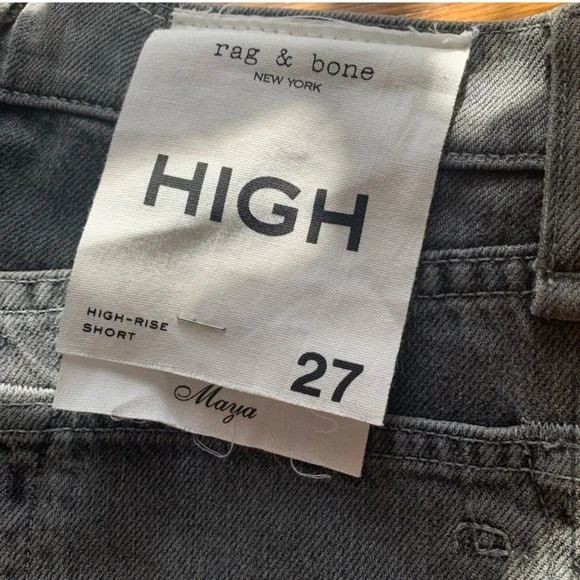 rag & bone
NEW YORK
HIGH
HIGH-RISE
SHORT
27
Maya